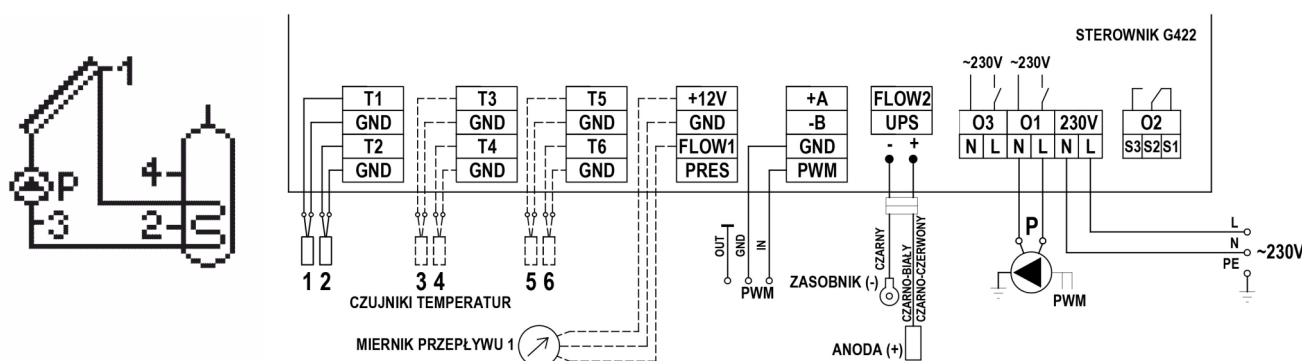 STEROWNIK G422
~230V ~230V
T1 T3 T5 +12V +A FLOW2
GND GND GND GND -B UPS O3 O1 230V O2
T2 T4 T6 FLOW1 GND - + N L N L N L S3 S2 S1
GND GND GND PRES PWM
1
4
P
3
2
OUT
GND
IN
CZARNY
CZARNO-BIAŁY
CZARNO-CZERWONY
P
L
N
PE
~230V
1 2 3 4 5 6
PWM
ZASOBNIK (-)
PWM
CZUJNIKI TEMPERATUR
MIERNIK PRZEPŁYWU 1
ANODA (+)